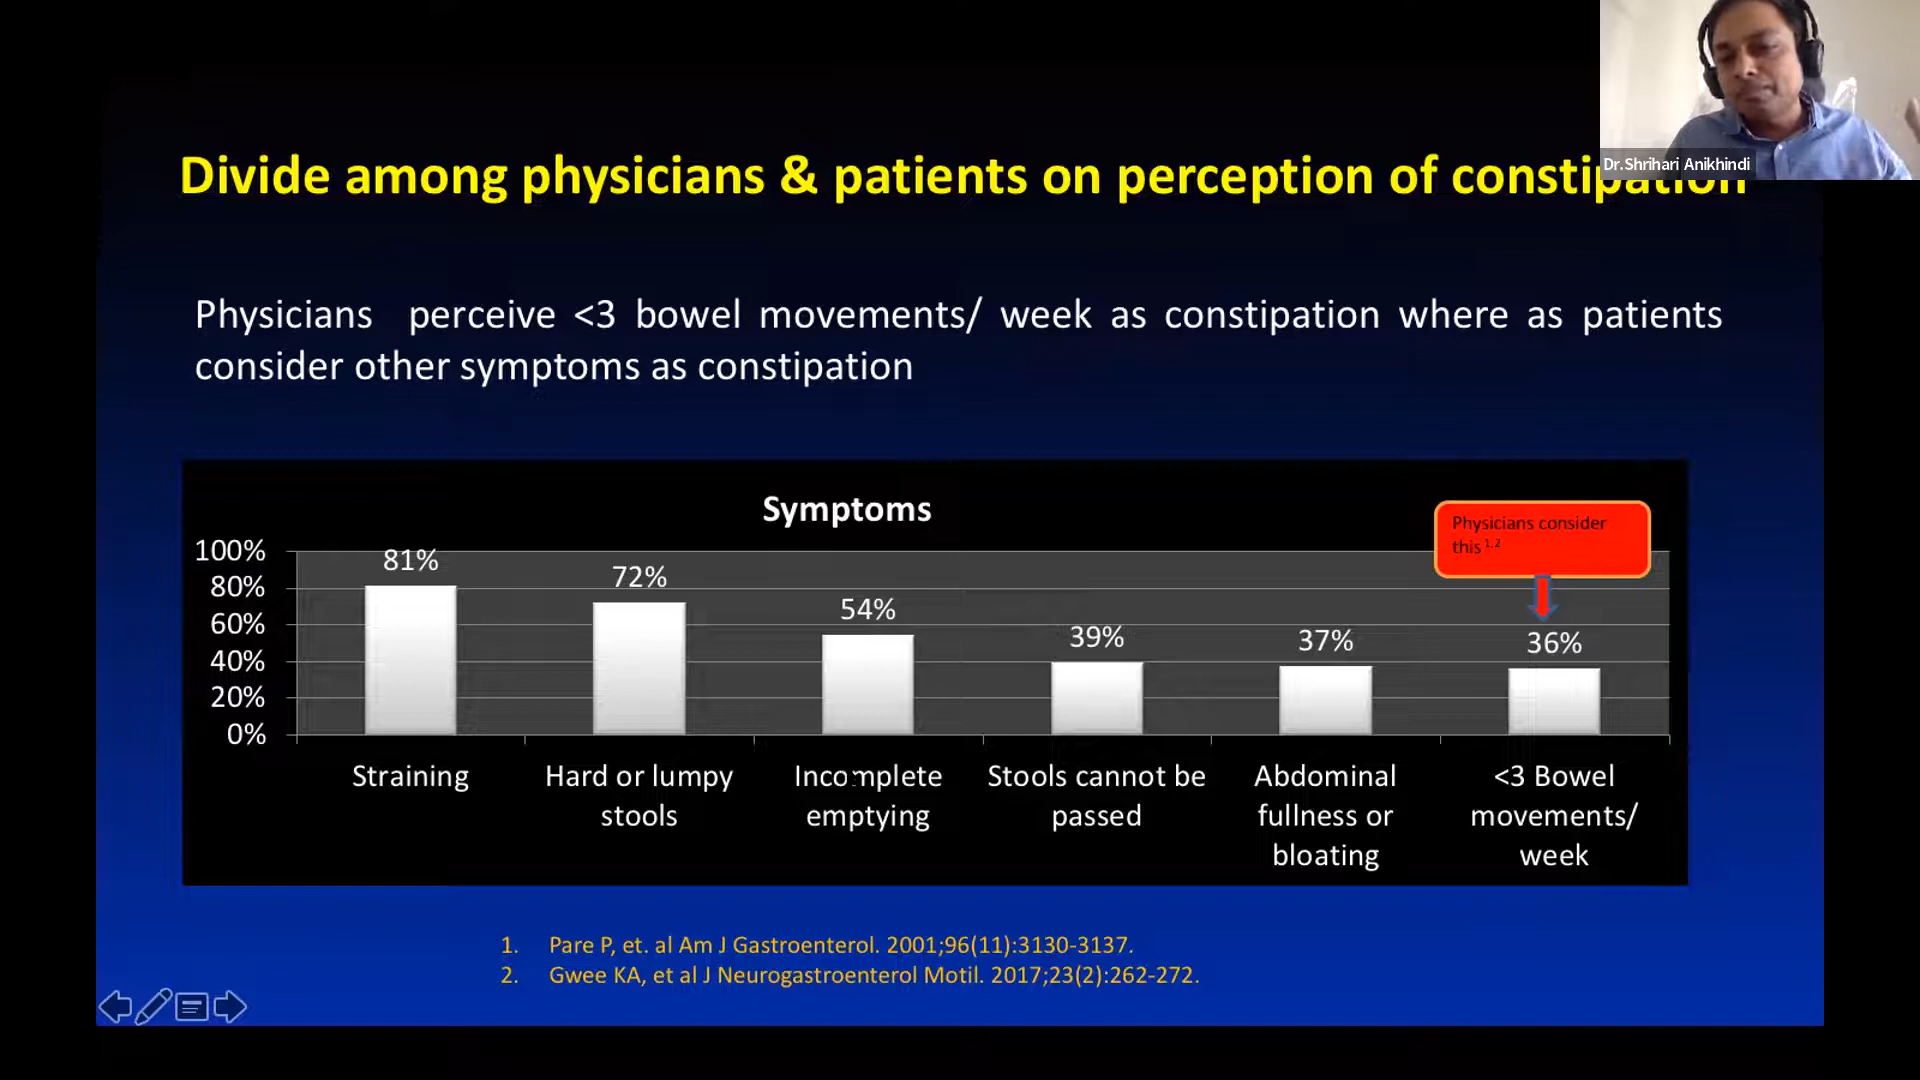 Dr.Shrihari Anikhindi
Divide among physicians & patients on perception of constipation
Physicians perceive <3 bowel movements/ week as constipation where as patients
consider other symptoms as constipation
Symptoms
Physicians consider
this 1,2
100%
80%
60%
40%
20%
0%
81%
72%
54%
39%
37%
36%
Straining
Hard or lumpy
stools
Incomplete
emptying
Stools cannot be
passed
Abdominal
fullness or
bloating
<3 Bowel
movements/
week
1. Pare P, et. al Am J Gastroenterol. 2001;96(11):3130-3137.
2. Gwee KA, et al J Neurogastroenterol Motil. 2017;23(2):262-272.